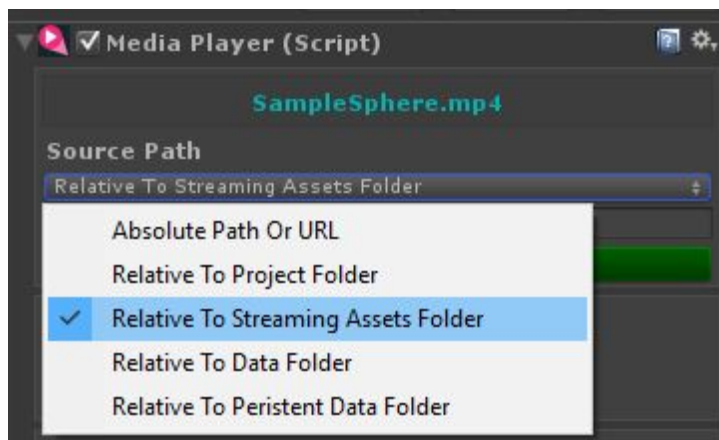 Media Player (Script)
SampleSphere.mp4
Source Path
Relative To Streaming Assets Folder
Absolute Path Or URL
Relative To Project Folder
Relative To Streaming Assets Folder
Relative To Data Folder
Relative To Peristent Data Folder